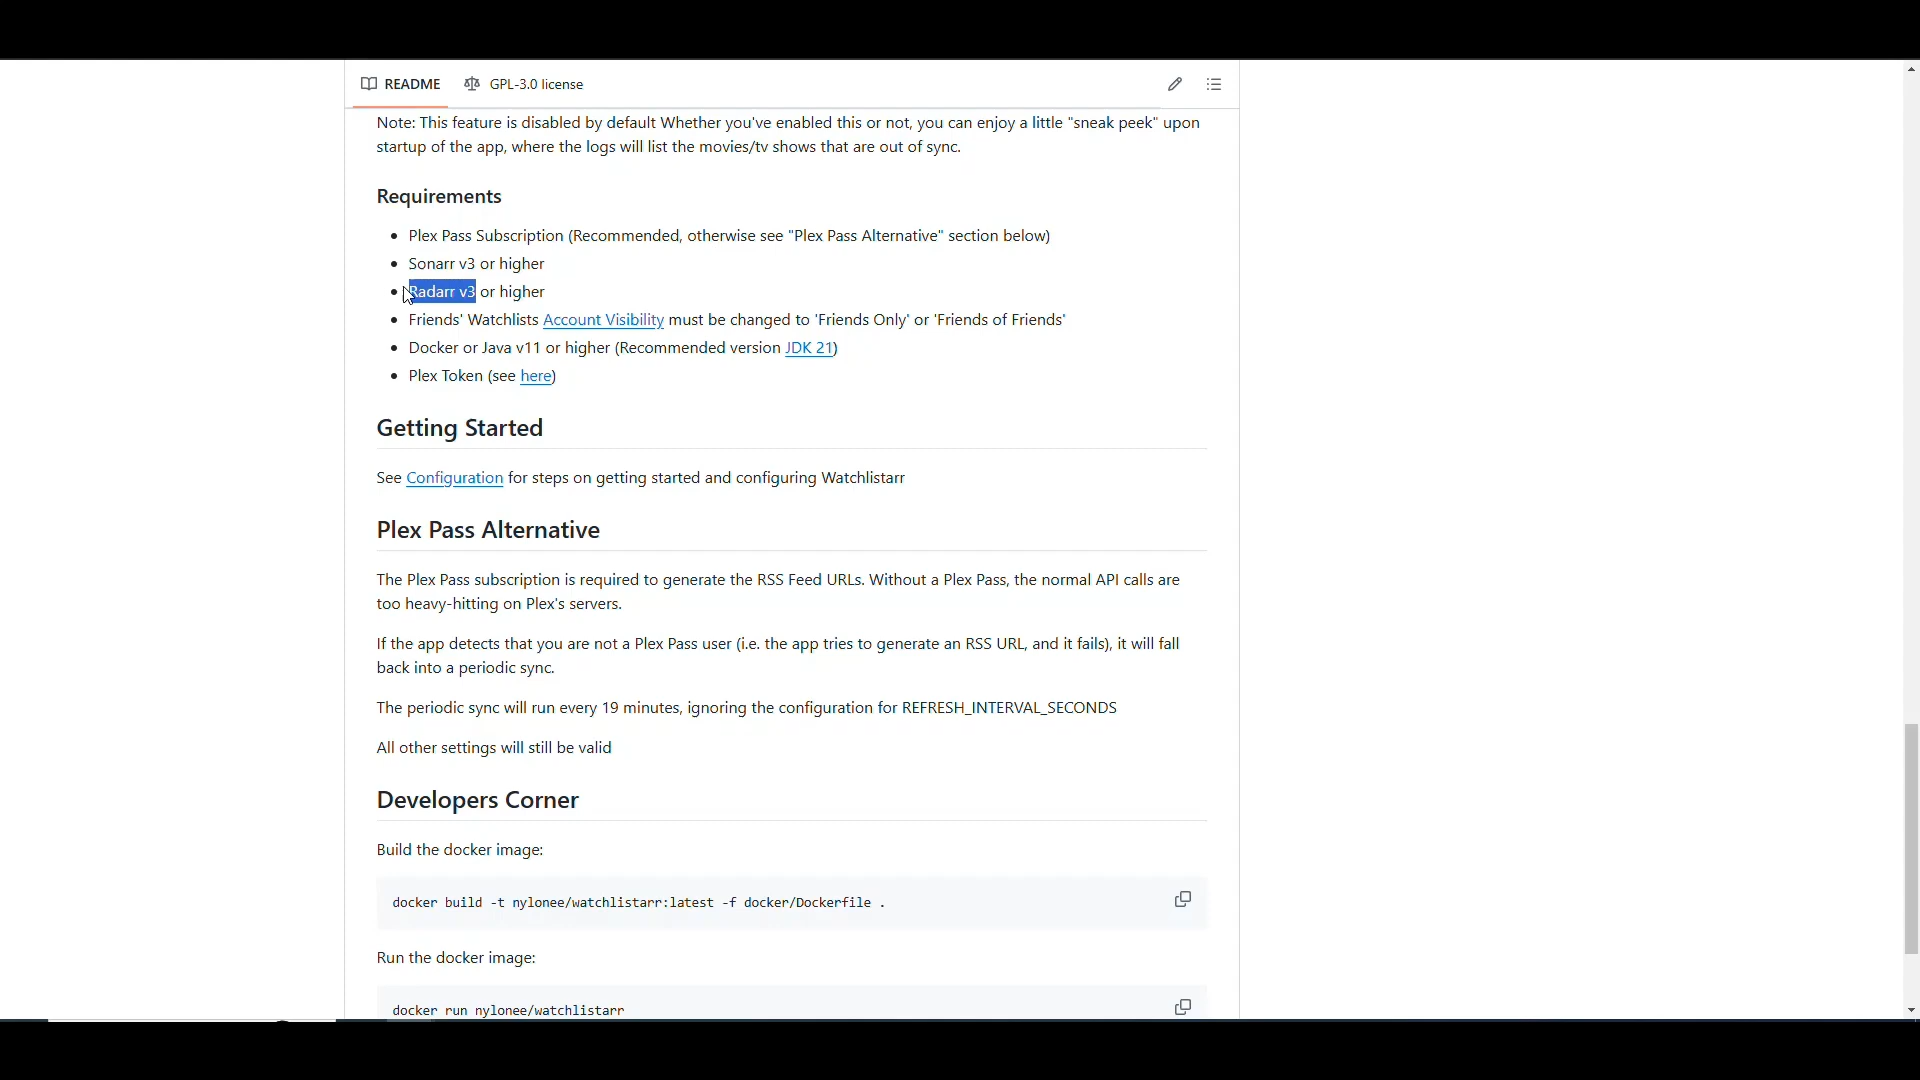 README GPL-3.0 license
Note: This feature is disabled by default Whether you've enabled this or not, you can enjoy a little "sneak peek" upon
startup of the app, where the logs will list the movies/tv shows that are out of sync.
Requirements
Plex Pass Subscription (Recommended, otherwise see "Plex Pass Alternative" section below)
Sonarr v3 or higher
Radarr v3 or higher
Friends' Watchlists Account Visibility must be changed to 'Friends Only' or 'Friends of Friends'
Docker or Java v11 or higher (Recommended version JDK 21)
Plex Token (see here)
Getting Started
See Configuration for steps on getting started and configuring Watchlistarr
Plex Pass Alternative
The Plex Pass subscription is required to generate the RSS Feed URLs. Without a Plex Pass, the normal API calls are
too heavy-hitting on Plex's servers.
If the app detects that you are not a Plex Pass user (i.e. the app tries to generate an RSS URL, and it fails), it will fall
back into a periodic sync.
The periodic sync will run every 19 minutes, ignoring the configuration for REFRESH_INTERVAL_SECONDS
All other settings will still be valid
Developers Corner
Build the docker image:
docker build -t nylonee/watchlistarr:latest -f docker/Dockerfile .
Run the docker image:
docker run nylonee/watchlistarr